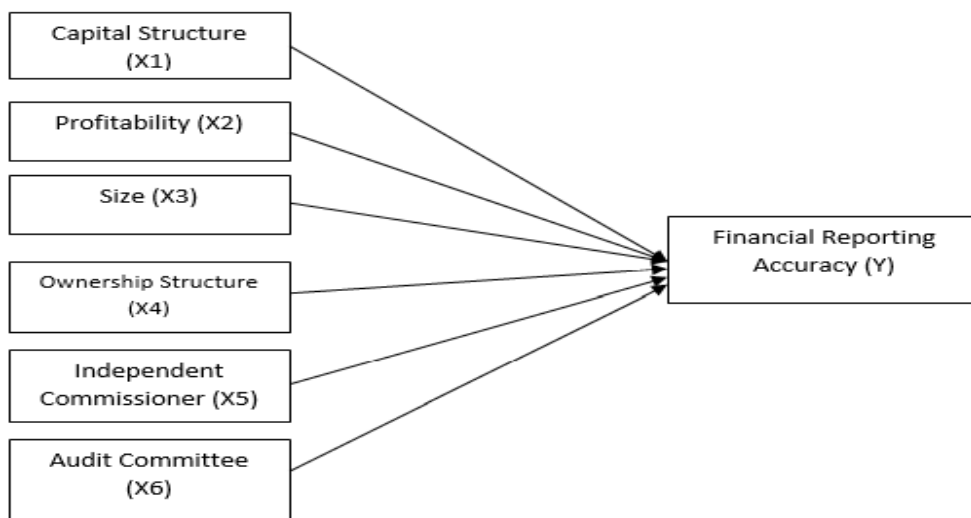 Capital Structure
(X1)
Profitability (X2)
Size (X3)
Ownership Structure
(X4)
Independent
Commissioner (X5)
Audit Committee
(X6)
Financial Reporting
Accuracy (Y)